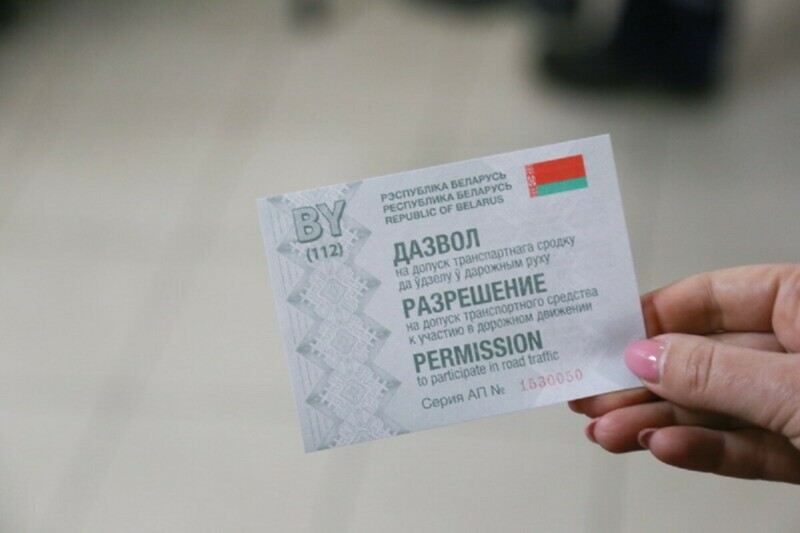 BY
(112)
РЭСПУБЛІКА БЕЛАРУСЬ
РЕСПУБЛИКА БЕЛАРУСЬ
REPUBLIC OF BELARUS
ДАЗВОЛ
на допуск транспартнага сродку
да ўдзелу ў дарожным руху
РАЗРЕШЕНИЕ
на допуск транспортного средства
к участию в дорожном движении
PERMISSION
to participate in road traffic
Серия АП № 1530050